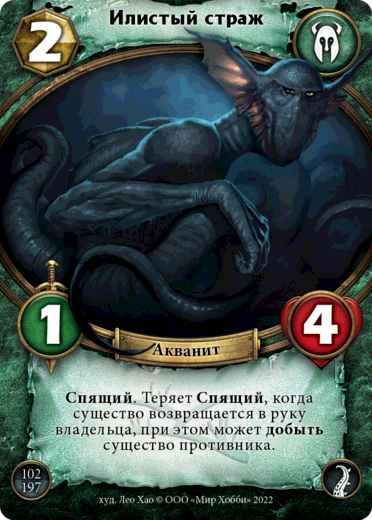 Илистый страж
2
1
4
Акванит
Спящий. Теряет Спящий, когда
существо возвращается в руку
владельца, при этом может добыть
существо противника.
102
197
худ. Лео Хао © ООО «Мир Хобби» 2022